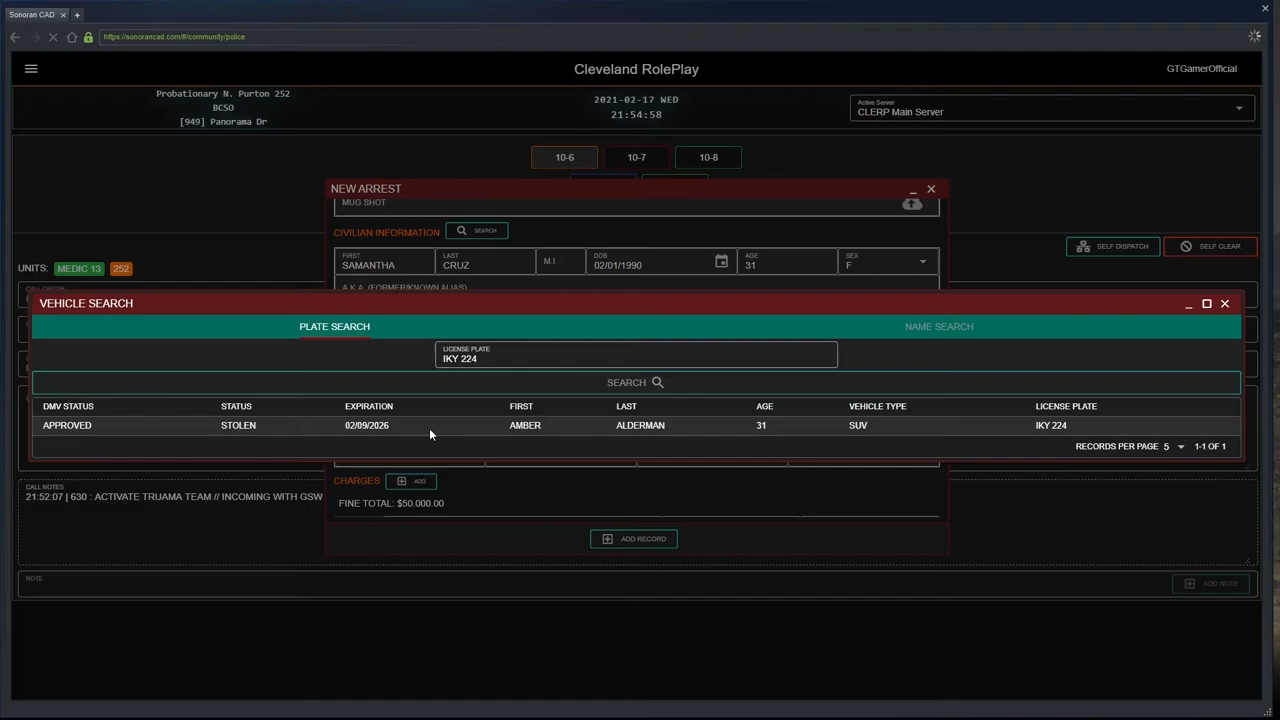 Sonoran CAD
https://sonorancad.com/#/community/police
Cleveland RolePlay
GTGamerOfficial
Probationary N. Purton 252
BCSO
[949] Panorama Dr
2021-02-17 WED
21:54:58
Active Server
CLERP Main Server
10-6 10-7 10-8
NEW ARREST
MUG SHOT
CIVILIAN INFORMATION SEARCH
FIRST LAST M.I. DOB AGE SEX
SAMANTHA CRUZ 02/01/1990 31 F
A.K.A. (FORMER/KNOWN ALIAS)
SELF DISPATCH SELF CLEAR
UNITS: MEDIC 13 252
CALL ORIGIN
VEHICLE SEARCH
PLATE SEARCH NAME SEARCH
LICENSE PLATE
IKY 224
SEARCH
DMV STATUS STATUS EXPIRATION FIRST LAST AGE VEHICLE TYPE LICENSE PLATE
APPROVED STOLEN 02/09/2026 AMBER ALDERMAN 31 SUV IKY 224
RECORDS PER PAGE 5 1-1 OF 1
CHARGES ADD
FINE TOTAL: $50.000.00
ADD RECORD
CALL NOTES
21:52:07 | 630 : ACTIVATE TRUAMA TEAM // INCOMING WITH GSW
NOTE
ADD NOTE